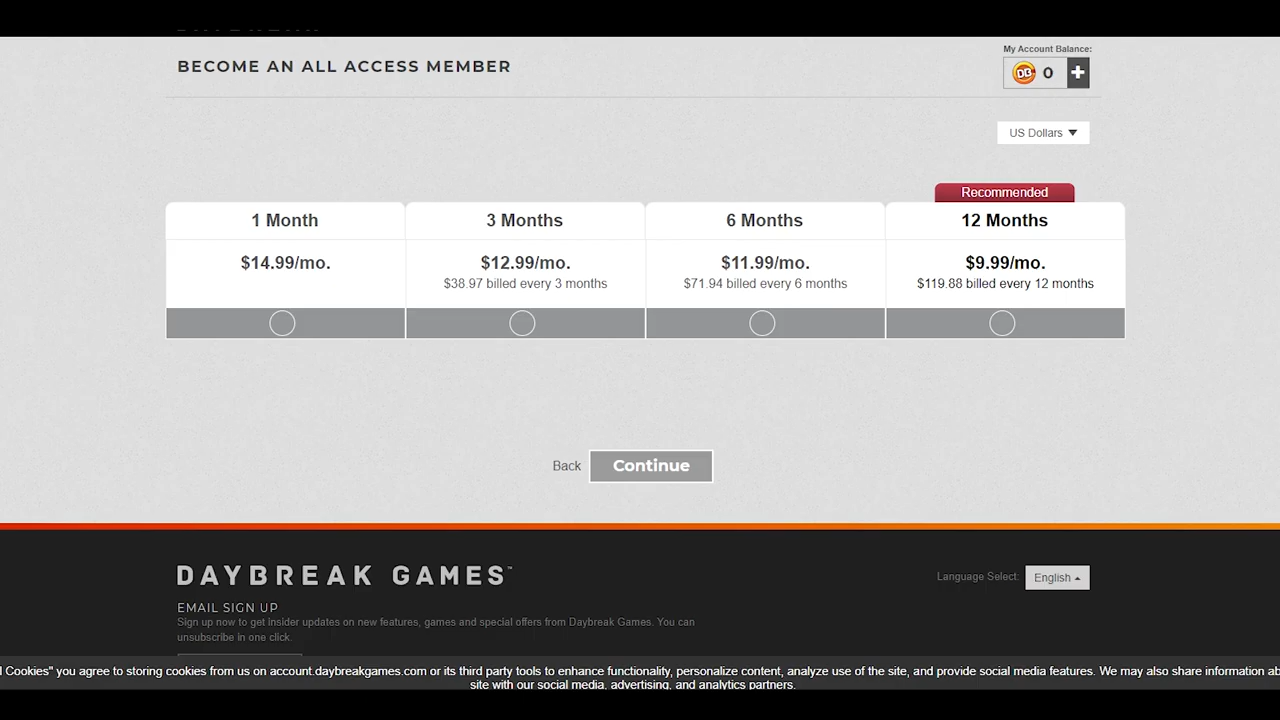 BECOME AN ALL ACCESS MEMBER
My Account Balance:
DB 0
US Dollars
Recommended
1 Month
3 Months
6 Months
12 Months
$14.99/mo.
$12.99/mo.
$11.99/mo.
$9.99/mo.
$38.97 billed every 3 months
$71.94 billed every 6 months
$119.88 billed every 12 months
Back
Continue
DAYBREAK GAMES™
Language Select:
English
EMAIL SIGN UP
Sign up now to get insider updates on new features, games and special offers from Daybreak Games. You can
unsubscribe in one click.
l Cookies" you agree to storing cookies from us on account.daybreakgames.com or its third party tools to enhance functionality, personalize content, analyze use of the site, and provide social media features. We may also share information ab
site with our social media, advertising, and analytics partners.